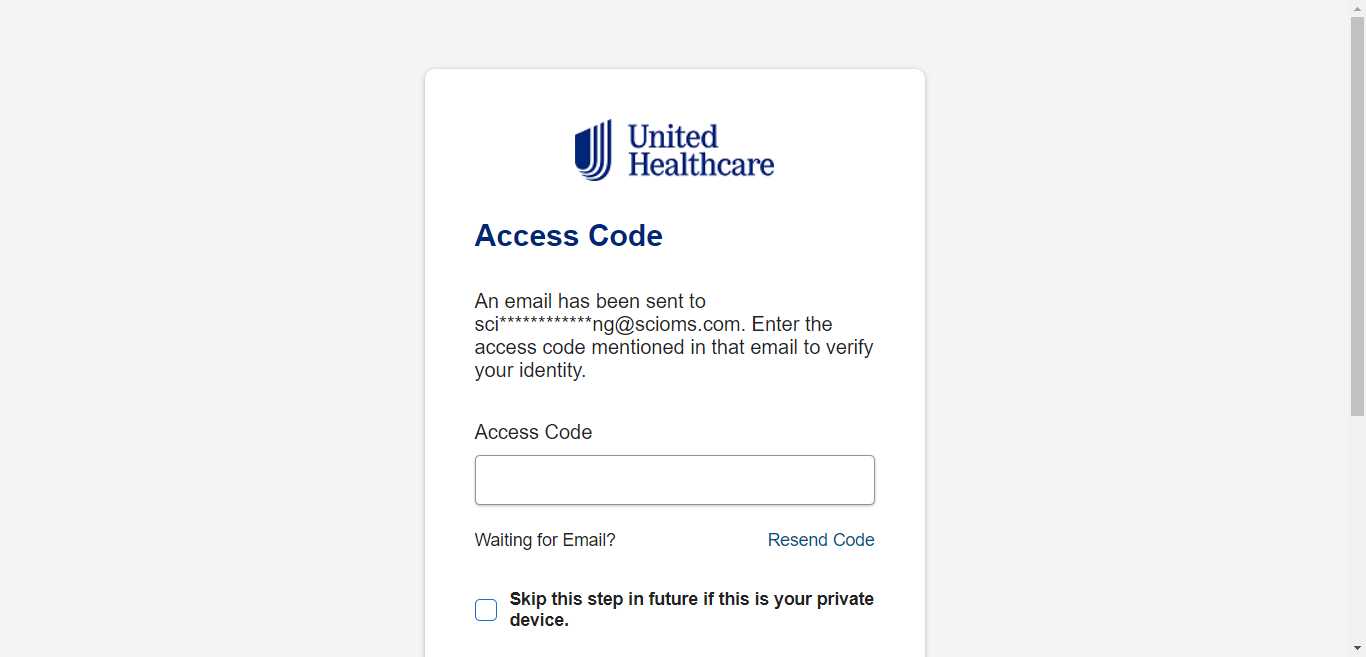 United
Healthcare
Access Code
An email has been sent to
sci************ng@scioms.com. Enter the
access code mentioned in that email to verify
your identity.
Access Code
Waiting for Email?
Resend Code
Skip this step in future if this is your private
device.